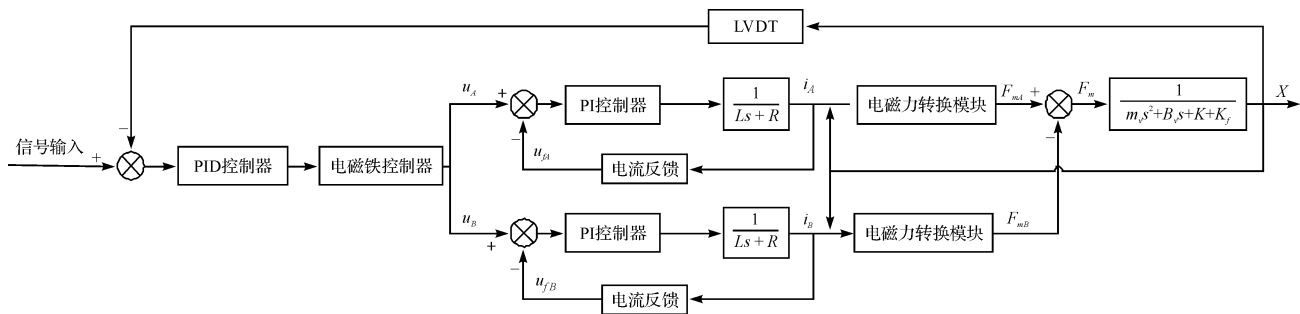 LVDT
信号输入
+
−
PID控制器
电磁铁控制器
u_A
+
−
PI控制器
1
Ls + R
i_A
u_fA
电流反馈
电磁力转换模块
F_mA
+
−
F_m
1
m_v s²+B_v s+K+K_f
X
u_B
+
−
PI控制器
1
Ls + R
i_B
u_fB
电流反馈
电磁力转换模块
F_mB